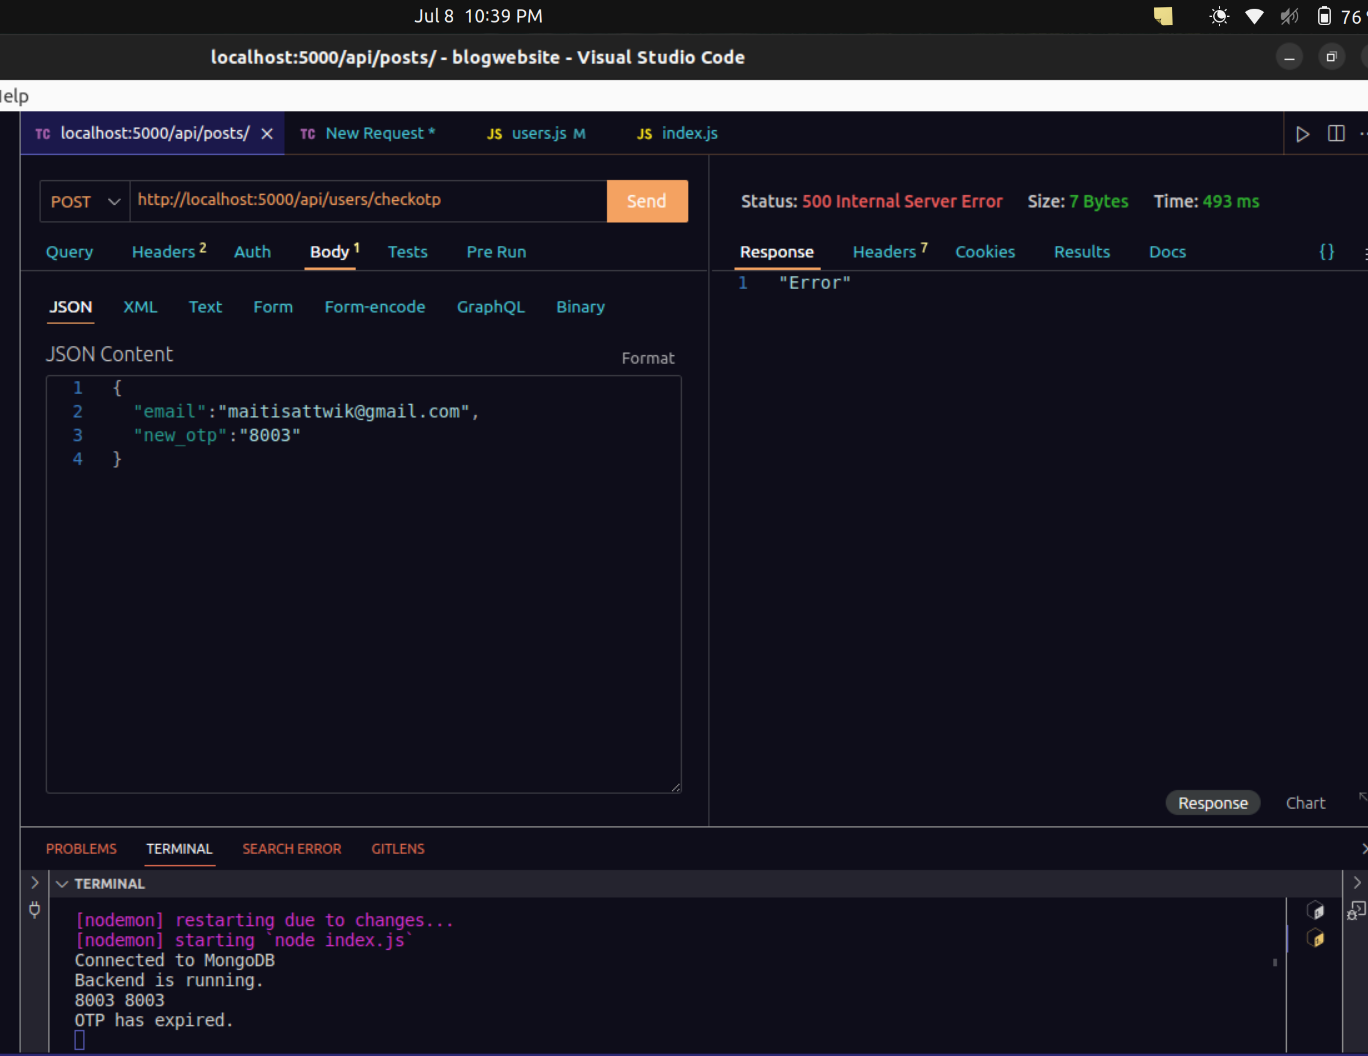 Jul 8 10:39 PM
76
localhost:5000/api/posts/ - blogwebsite - Visual Studio Code
elp
TC localhost:5000/api/posts/ TC New Request * JS users.js M JS index.js
POST http://localhost:5000/api/users/checkotp Send
Status: 500 Internal Server Error Size: 7 Bytes Time: 493 ms
Query Headers 2 Auth Body 1 Tests Pre Run
Response Headers 7 Cookies Results Docs {}
1 "Error"
JSON XML Text Form Form-encode GraphQL Binary
JSON Content
Format
1 {
2 "email":"maitisattwik@gmail.com",
3 "new_otp":"8003"
4 }
Response Chart
PROBLEMS TERMINAL SEARCH ERROR GITLENS
TERMINAL
[nodemon] restarting due to changes...
[nodemon] starting `node index.js`
Connected to MongoDB
Backend is running.
8003 8003
OTP has expired.